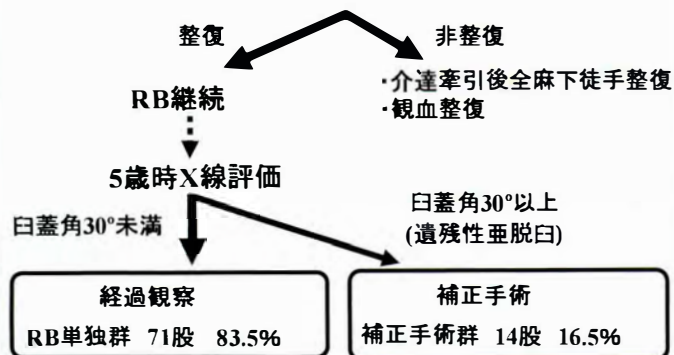 整復
非整復
・介達牽引後全麻下徒手整復
・観血整復
RB継続
5歳時X線評価
臼蓋角30°未満
臼蓋角30°以上
(遺残性亜脱臼)
経過観察
RB単独群 71股 83.5%
補正手術
補正手術群 14股 16.5%